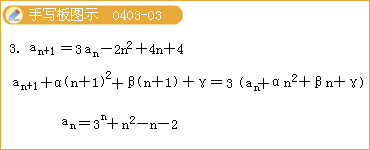 手写板图示 0403-03
3. aₙ₊₁=3aₙ-2n²+4n+4
aₙ₊₁+α(n+1)²+β(n+1)+γ=3(aₙ+αn²+βn+γ)
aₙ=3ⁿ+n²-n-2